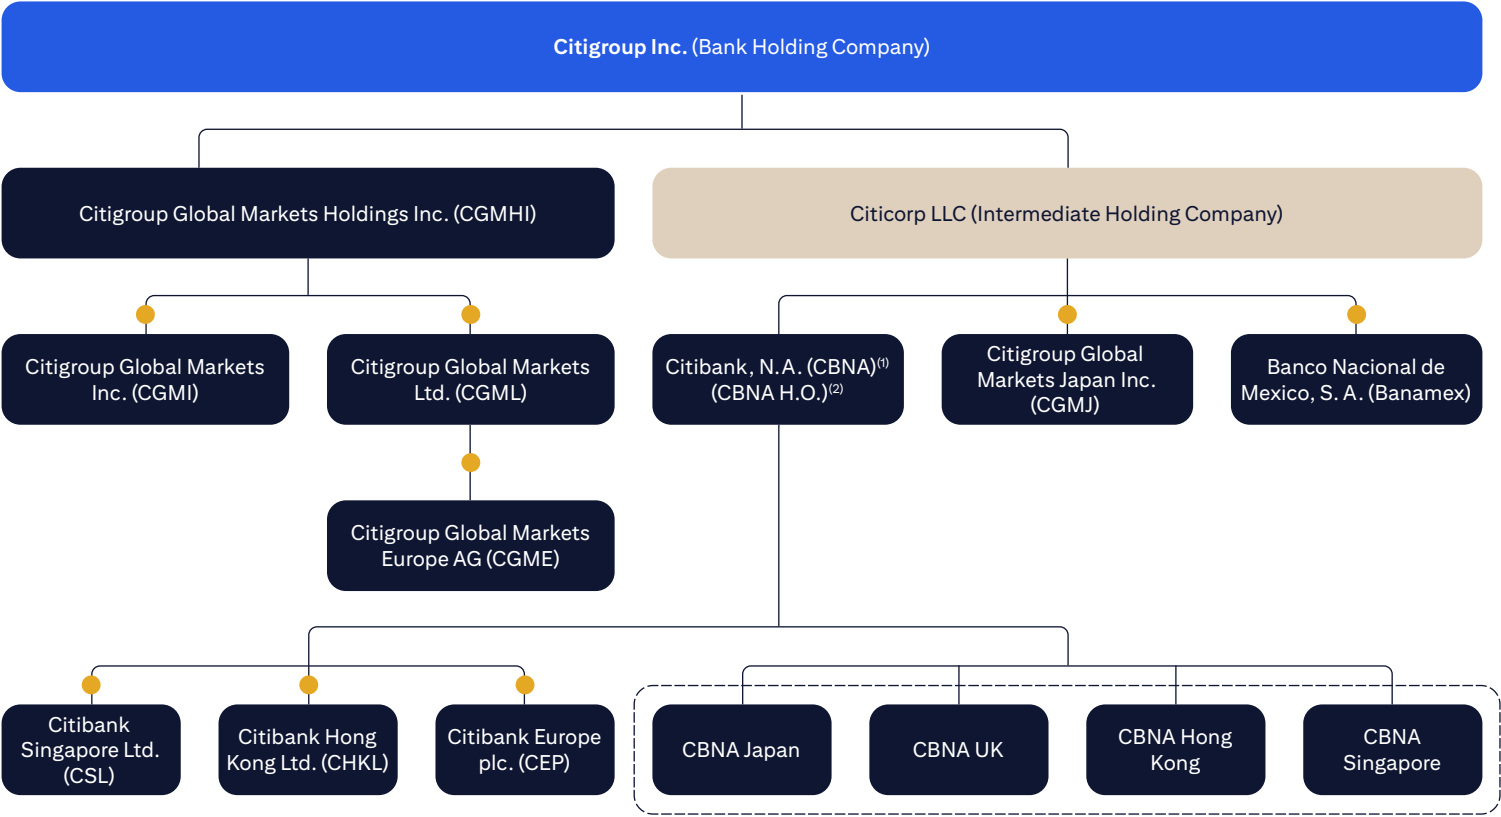 Citigroup Inc. (Bank Holding Company)
Citigroup Global Markets Holdings Inc. (CGMHI)
Citicorp LLC (Intermediate Holding Company)
Citigroup Global Markets
Inc. (CGMI)
Citigroup Global Markets
Ltd. (CGML)
Citibank, N.A. (CBNA)(1)
(CBNA H.O.)(2)
Citigroup Global
Markets Japan Inc.
(CGMJ)
Banco Nacional de
Mexico, S. A. (Banamex)
Citigroup Global Markets
Europe AG (CGME)
Citibank
Singapore Ltd.
(CSL)
Citibank Hong
Kong Ltd. (CHKL)
Citibank Europe
plc. (CEP)
CBNA Japan
CBNA UK
CBNA Hong
Kong
CBNA
Singapore